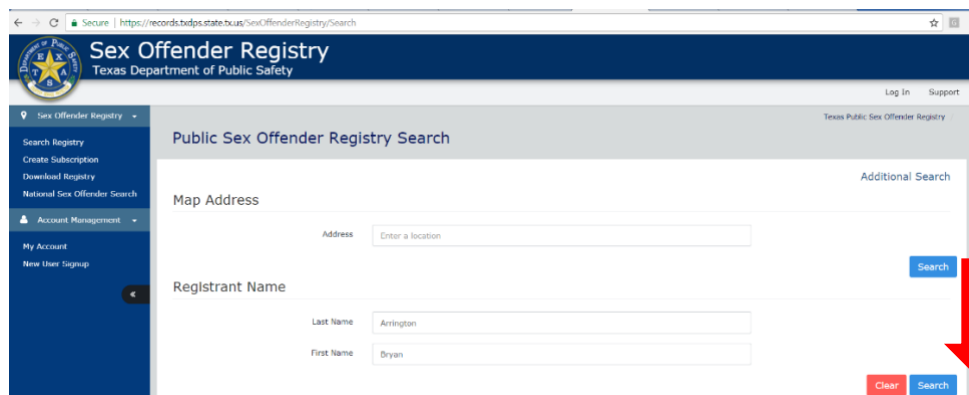 Secure | https://records.txdps.state.tx.us/SexOffenderRegistry/Search
Sex Offender Registry
Texas Department of Public Safety
Log In Support
Sex Offender Registry
Texas Public Sex Offender Registry /
Search Registry
Create Subscription
Download Registry
National Sex Offender Search
Account Management
My Account
New User Signup
Public Sex Offender Registry Search
Additional Search
Map Address
Address Enter a location
Search
Registrant Name
Last Name Arrington
First Name Bryan
Clear Search